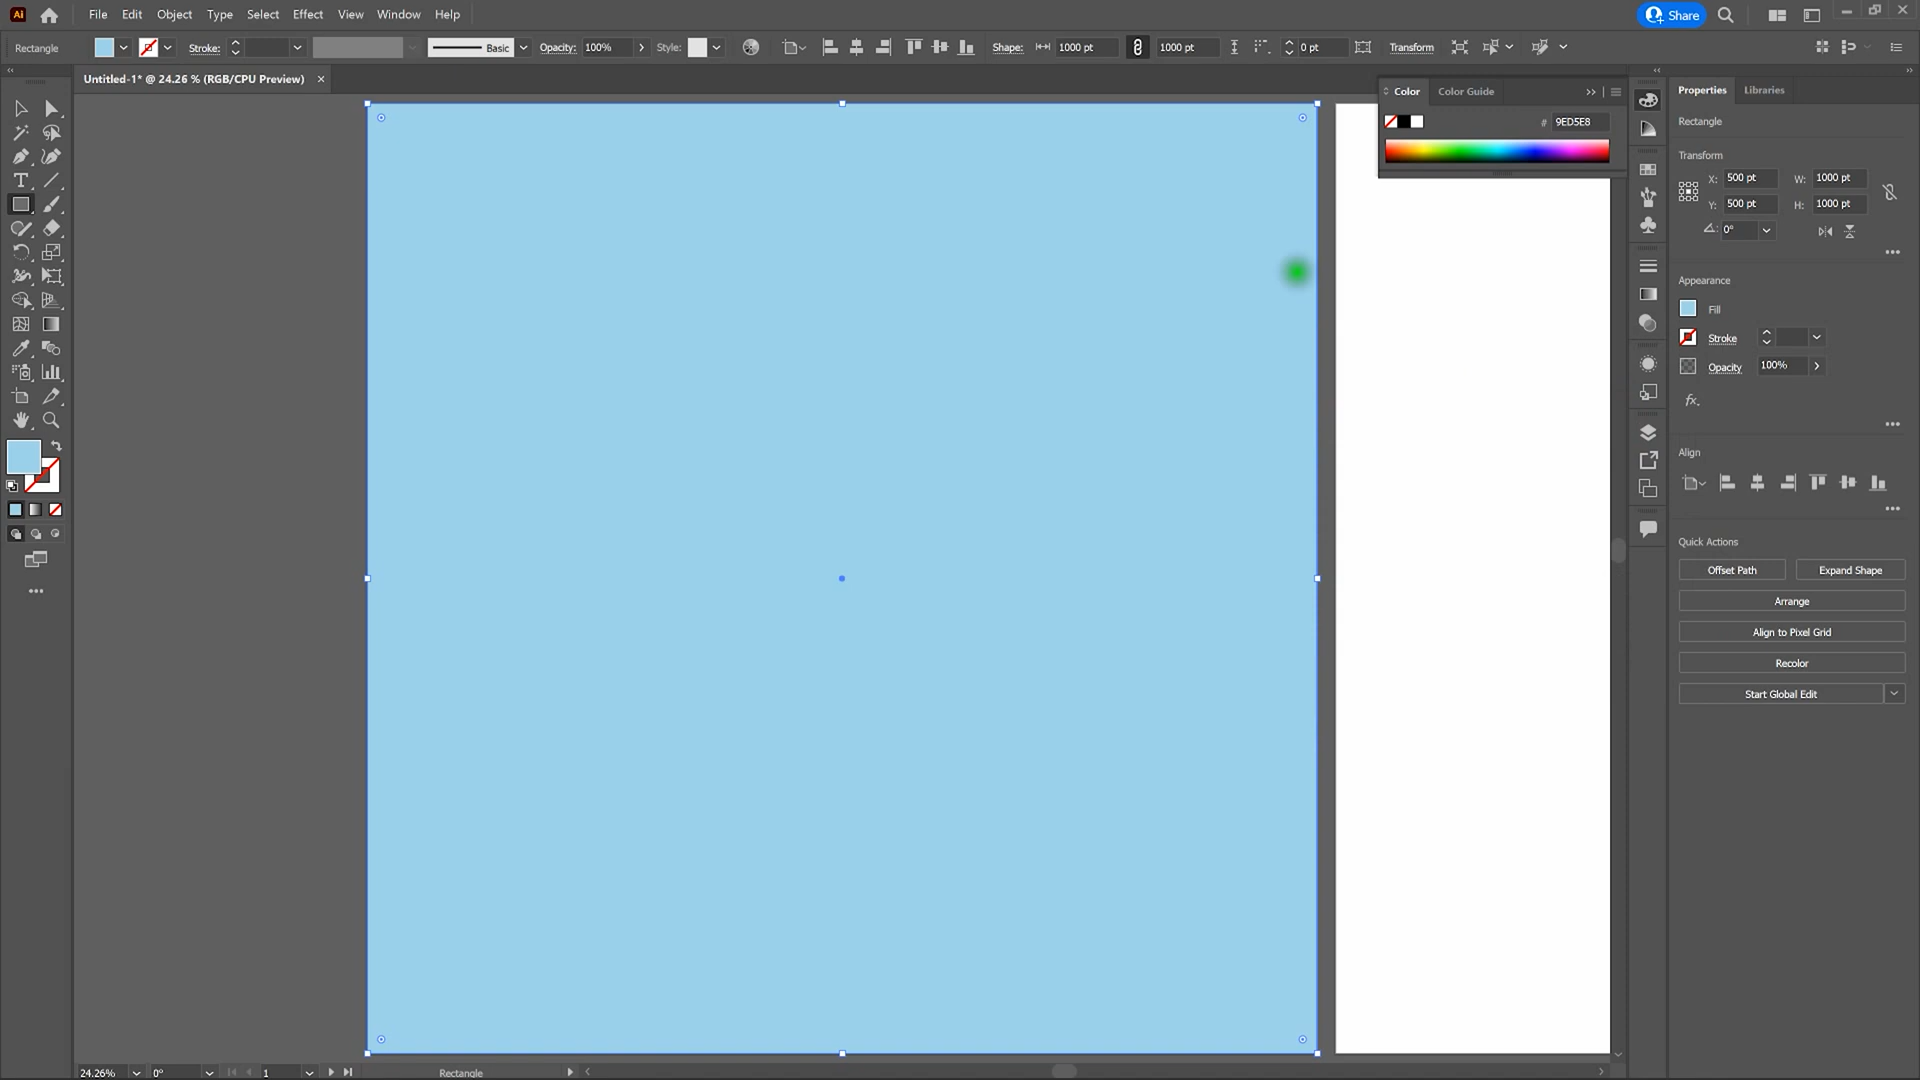 Ai File Edit Object Type Select Effect View Window Help Share
Rectangle Stroke: Basic Opacity: 100% Style: Shape: 1000 pt 1000 pt 0 pt Transform
Untitled-1* @ 24.26 % (RGB/CPU Preview) ×
Color Color Guide
# 9ED5E8
Properties Libraries
Rectangle
Transform
X: 500 pt W: 1000 pt
Y: 500 pt H: 1000 pt
0°
Appearance
Fill
Stroke
Opacity 100%
fx.
Align
Quick Actions
Offset Path Expand Shape
Arrange
Align to Pixel Grid
Recolor
Start Global Edit
24.26% 0° 1 Rectangle